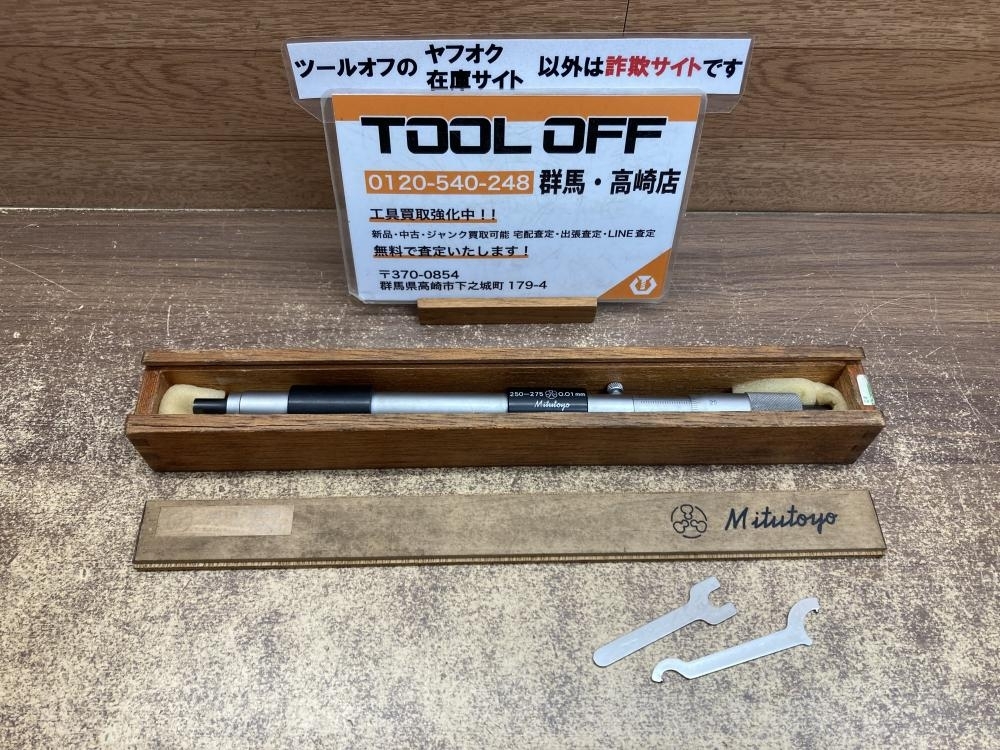 ツールオフの ヤフオク 在庫サイト 以外は詐欺サイトです
TOOL OFF
0120-540-248 群馬・高崎店
工具買取強化中！！
新品・中古・ジャンク買取可能 宅配査定・出張査定・LINE査定
無料で査定いたします！
〒370-0854
群馬県高崎市下之城町 179-4
250-275 0.01mm
Mitutoyo
Mitutoyo